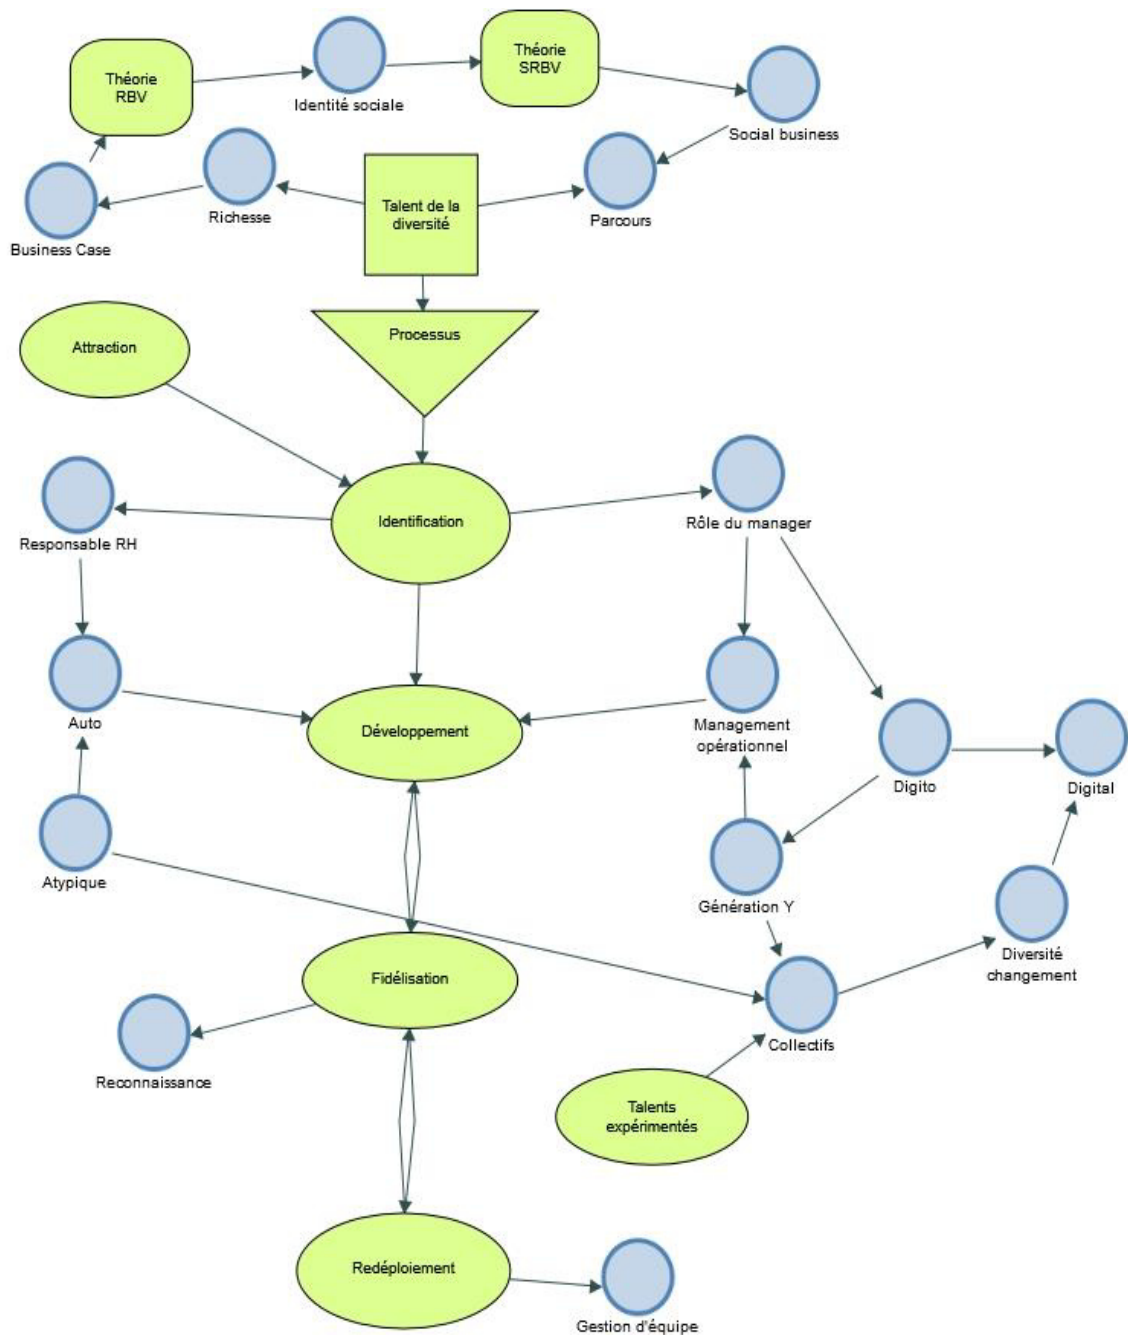 Théorie
RBV
Identité sociale
Théorie
SRBV
Social business
Business Case
Richesse
Talent de la
diversité
Parcours
Processus
Attraction
Responsable RH
Identification
Rôle du manager
Auto
Développement
Management
opérationnel
Digito
Digital
Atypique
Génération Y
Diversité
changement
Fidélisation
Collectifs
Reconnaissance
Talents
expérimentés
Redéploiement
Gestion d'équipe